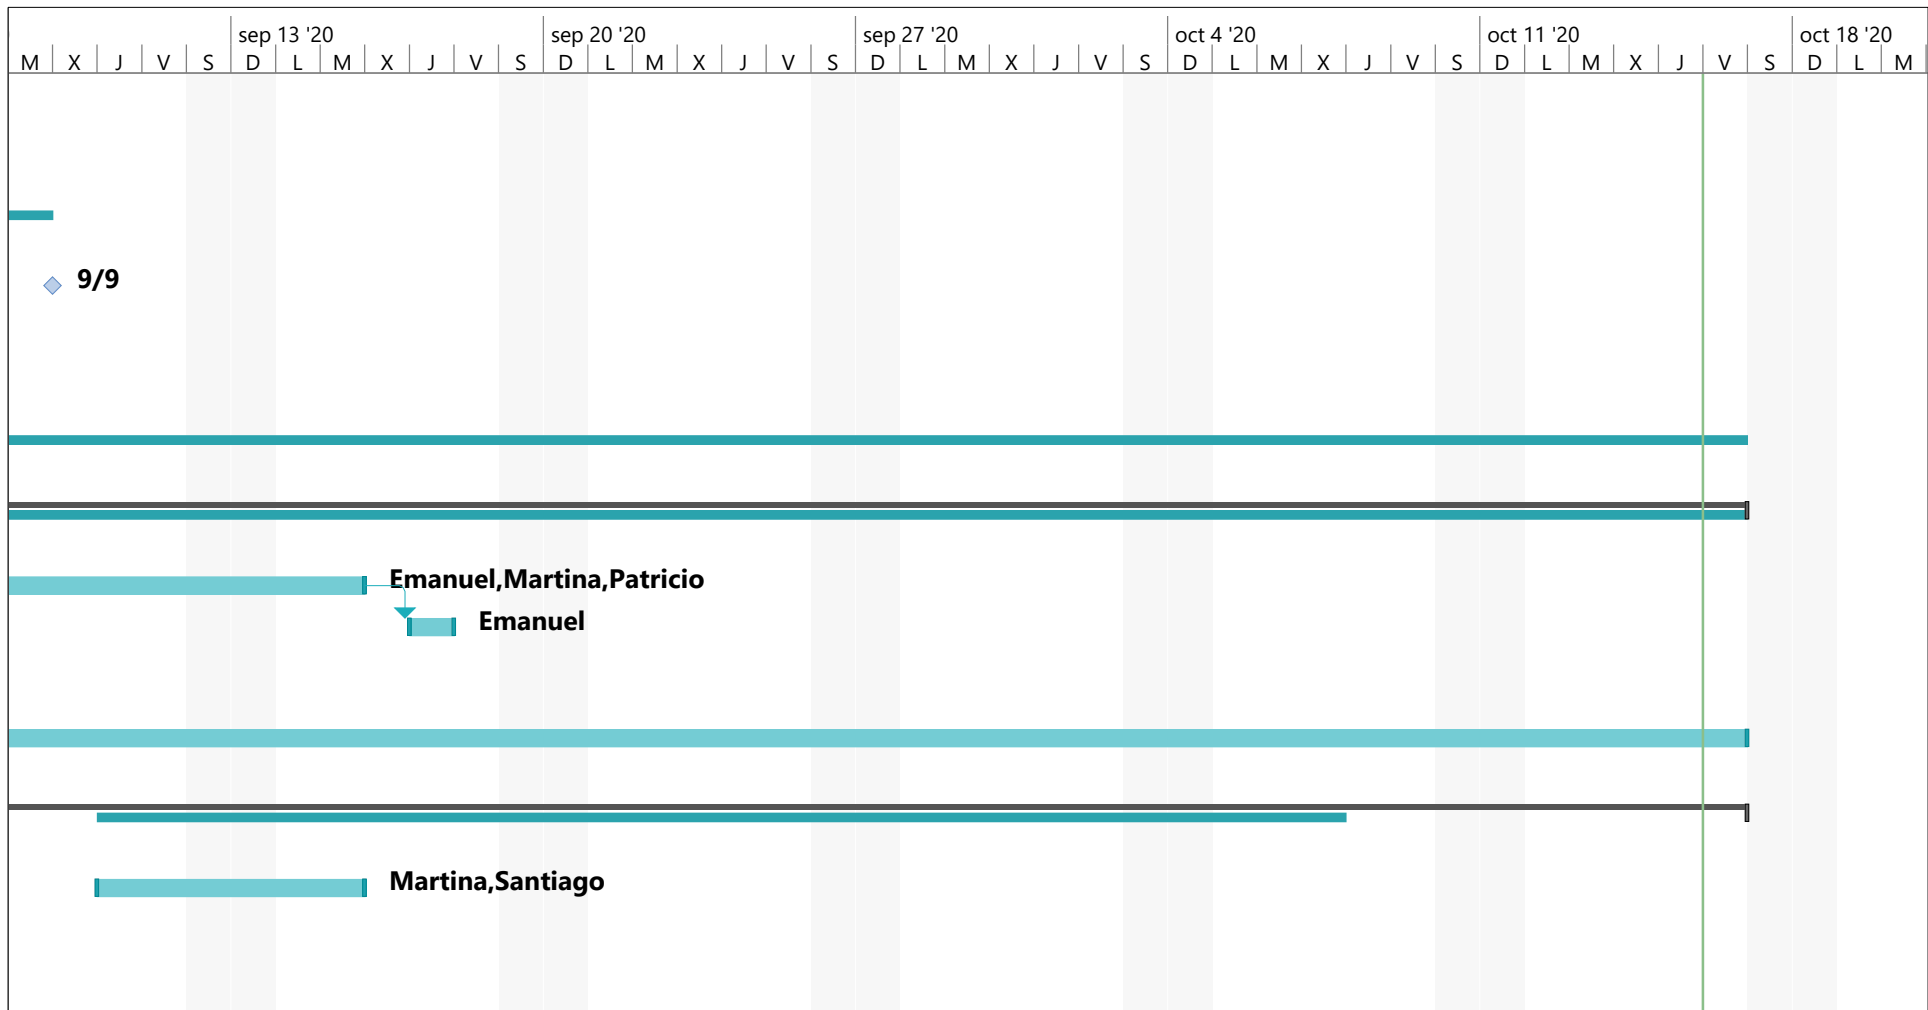 sep 13 '20 sep 20 '20 sep 27 '20 oct 4 '20 oct 11 '20 oct 18 '20
M X J V S D L M X J V S D L M X J V S D L M X J V S D L M X J V S D L M X J V S D L M
9/9
Emanuel,Martina,Patricio
Emanuel
Martina,Santiago